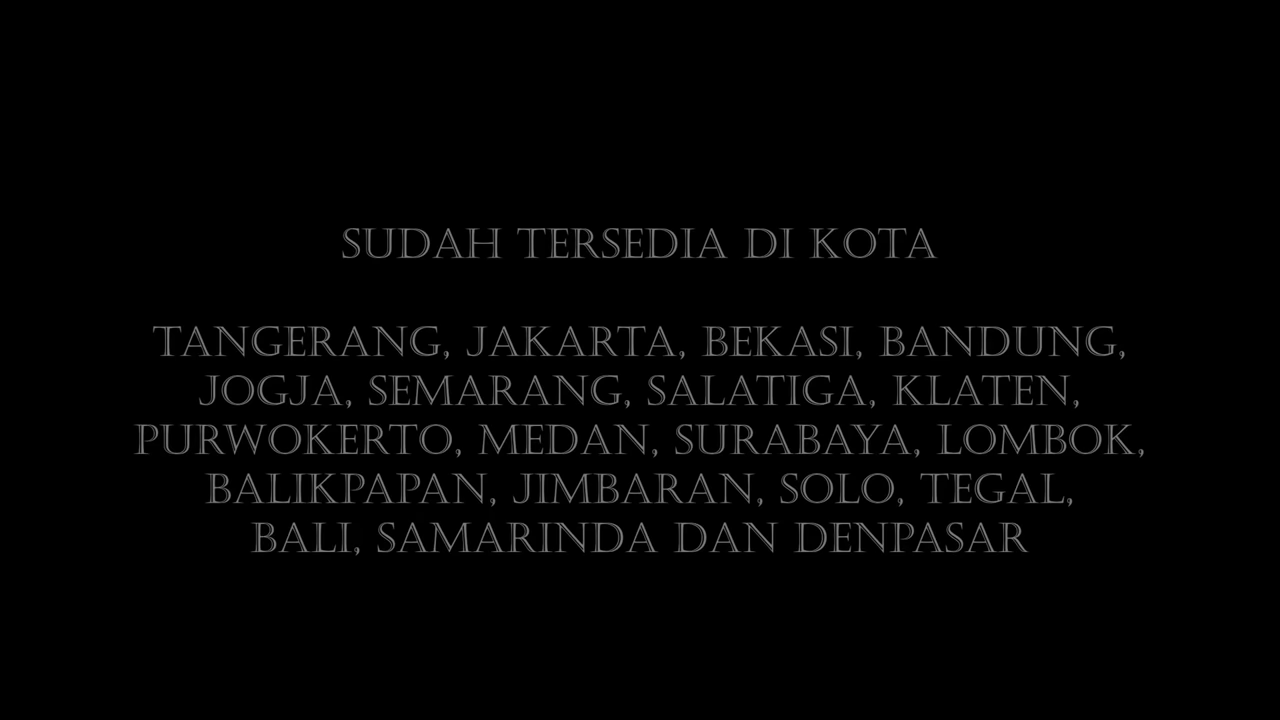 SUDAH TERSEDIA DI KOTA
TANGERANG, JAKARTA, BEKASI, BANDUNG,
JOGJA, SEMARANG, SALATIGA, KLATEN,
PURWOKERTO, MEDAN, SURABAYA, LOMBOK,
BALIKPAPAN, JIMBARAN, SOLO, TEGAL,
BALI, SAMARINDA DAN DENPASAR